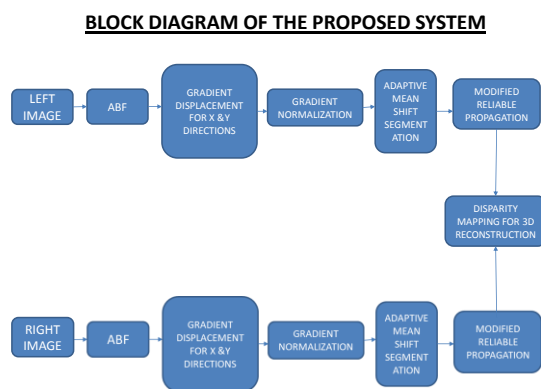 BLOCK DIAGRAM OF THE PROPOSED SYSTEM
LEFT
IMAGE
ABF
GRADIENT
DISPLACEMENT
FOR X &Y
DIRECTIONS
GRADIENT
NORMALIZATION
ADAPTIVE
MEAN
SHIFT
SEGMENT
ATION
MODIFIED
RELIABLE
PROPAGATION
DISPARITY
MAPPING FOR 3D
RECONSTRUCTION
RIGHT
IMAGE
ABF
GRADIENT
DISPLACEMENT
FOR X &Y
DIRECTIONS
GRADIENT
NORMALIZATION
ADAPTIVE
MEAN
SHIFT
SEGMENT
ATION
MODIFIED
RELIABLE
PROPAGATION